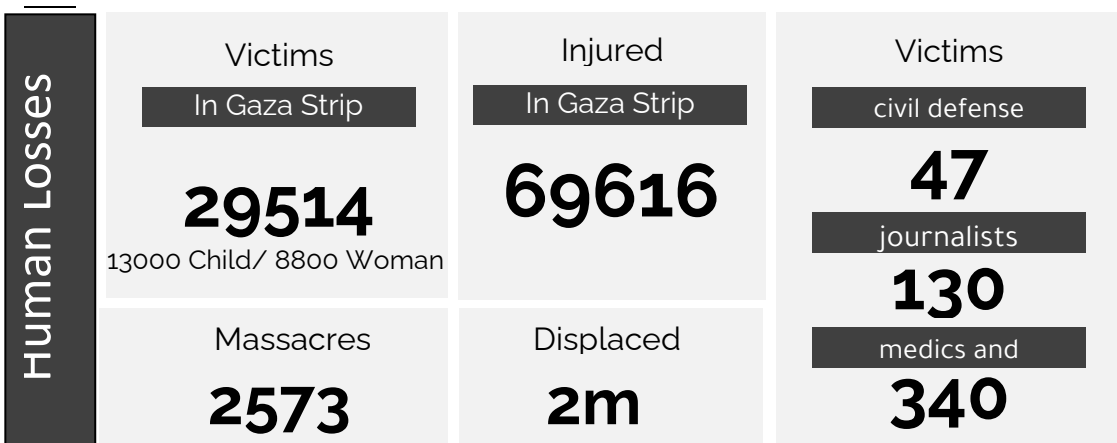 Human Losses
Victims
In Gaza Strip
29514
13000 Child/ 8800 Woman
Injured
In Gaza Strip
69616
Massacres
2573
Displaced
2m
Victims
civil defense
47
journalists
130
medics and
340